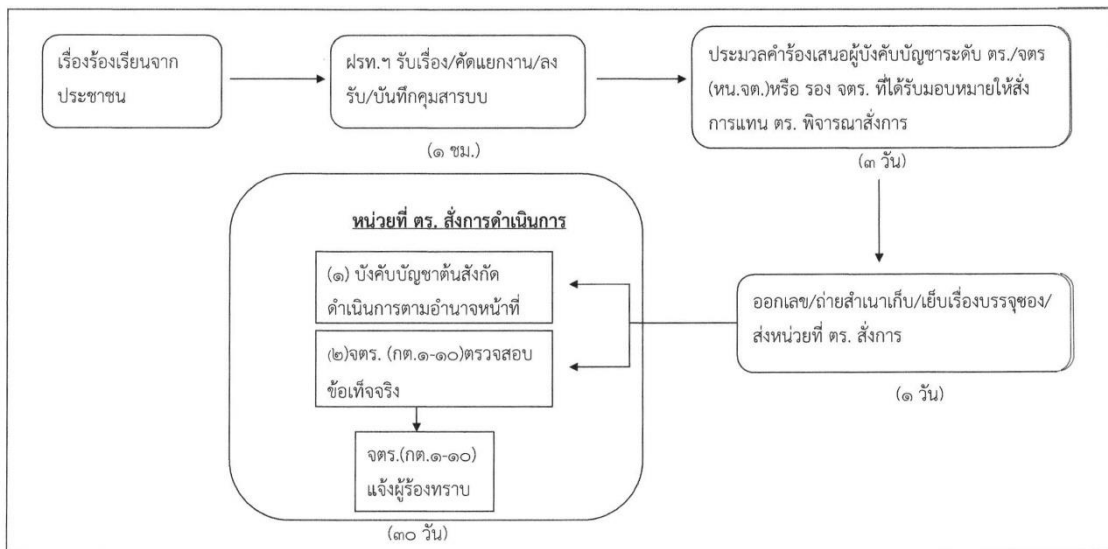 เรื่องร้องเรียนจาก
ประชาชน
ฝรท.ฯ รับเรื่อง/คัดแยกงาน/ลง
รับ/บันทึกคุมสารบบ
(๑ ชม.)
ประมวลคำร้องเสนอผู้บังคับบัญชาระดับ ตร./จตร
(หน.จต.)หรือ รอง จตร. ที่ได้รับมอบหมายให้สั่ง
การแทน ตร. พิจารณาสั่งการ
(๓ วัน)
ออกเลข/ถ่ายสำเนาเก็บ/เย็บเรื่องบรรจุซอง/
ส่งหน่วยที่ ตร. สั่งการ
(๑ วัน)
หน่วยที่ ตร. สั่งการดำเนินการ
(๑) บังคับบัญชาต้นสังกัด
ดำเนินการตามอำนาจหน้าที่
(๒)จตร. (กต.๑-๑๐)ตรวจสอบ
ข้อเท็จจริง
จตร.(กต.๑-๑๐)
แจ้งผู้ร้องทราบ
(๓๐ วัน)